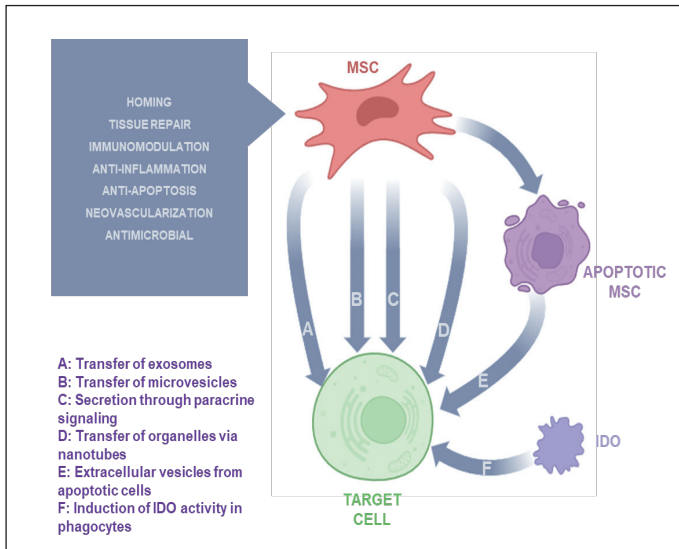 MSC
HOMING
TISSUE REPAIR
IMMUNOMODULATION
ANTI-INFLAMMATION
ANTI-APOPTOSIS
NEOVASCULARIZATION
ANTIMICROBIAL
APOPTOTIC
MSC
A
B
C
D
E
F
IDO
TARGET
CELL
A: Transfer of exosomes
B: Transfer of microvesicles
C: Secretion through paracrine
signaling
D: Transfer of organelles via
nanotubes
E: Extracellular vesicles from
apoptotic cells
F: Induction of IDO activity in
phagocytes